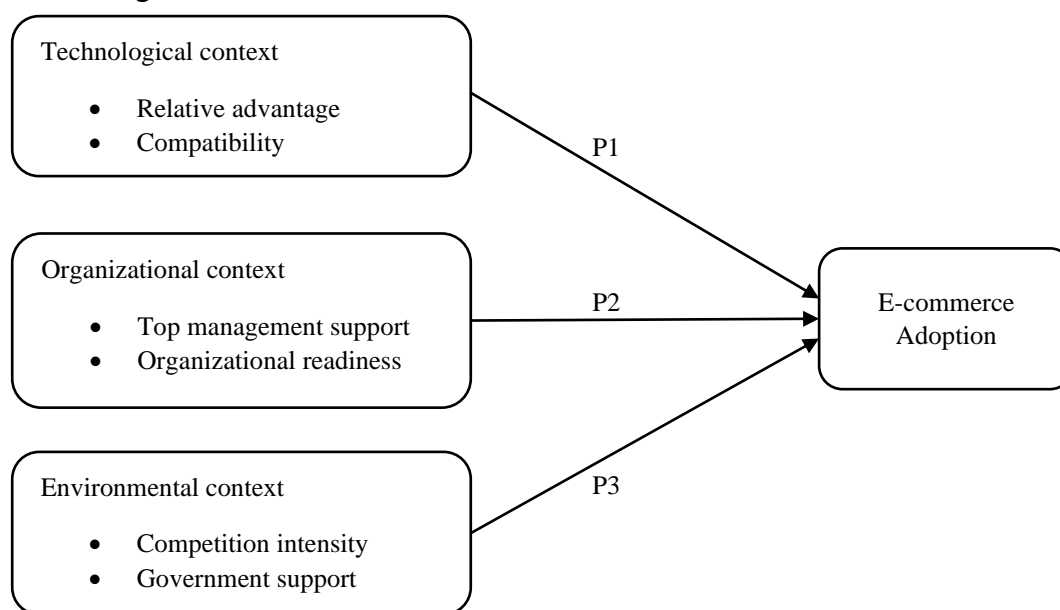 Technological context
• Relative advantage
• Compatibility
P1
Organizational context
• Top management support
• Organizational readiness
P2
E-commerce
Adoption
Environmental context
• Competition intensity
• Government support
P3